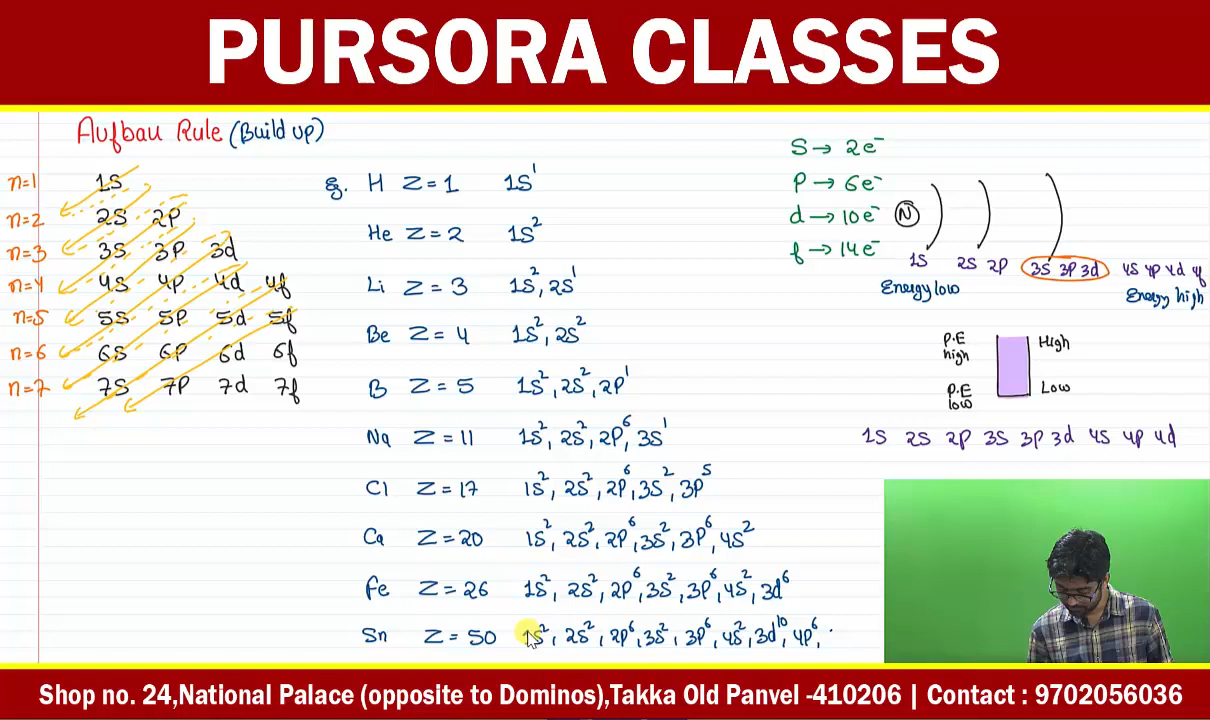 PURSORA CLASSES
Aufbau Rule (Build up)
n=1 1S
n=2 2S 2P
n=3 3S 3P 3d
n=4 4S 4P 4d 4f
n=5 5S 5P 5d 5f
n=6 6S 6P 6d 6f
n=7 7S 7P 7d 7f
Eg. H Z = 1 1S¹
He Z = 2 1S²
Li Z = 3 1S², 2S¹
Be Z = 4 1S², 2S²
B Z = 5 1S², 2S², 2P¹
Na Z = 11 1S², 2S², 2P⁶, 3S¹
Cl Z = 17 1S², 2S², 2P⁶, 3S², 3P⁵
Ca Z = 20 1S², 2S², 2P⁶, 3S², 3P⁶, 4S²
Fe Z = 26 1S², 2S², 2P⁶, 3S², 3P⁶, 4S², 3d⁶
Sn Z = 50 1S², 2S², 2P⁶, 3S², 3P⁶, 4S², 3d¹⁰, 4P⁶,
S → 2e⁻
P → 6e⁻
d → 10e⁻
f → 14e⁻
N
1S 2S 2P 3S 3P 3d 4S 4P 4d 4f
Energy low Energy high
P.E high High
P.E low Low
1S 2S 2P 3S 3P 3d 4S 4P 4d
Shop no. 24,National Palace (opposite to Dominos),Takka Old Panvel -410206 | Contact : 9702056036